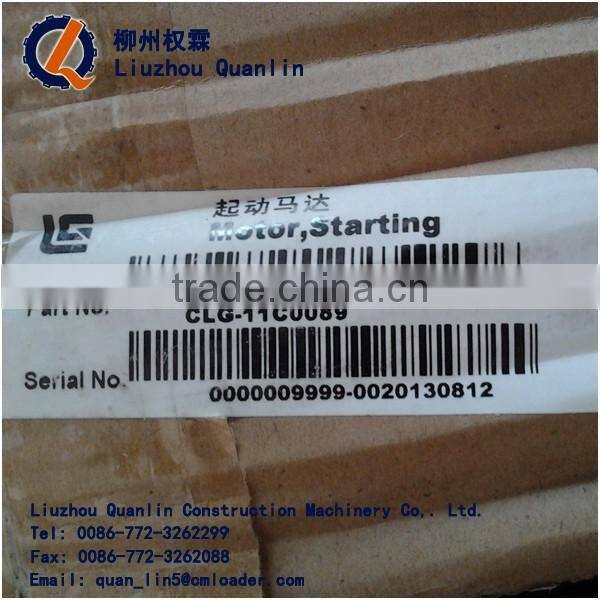 柳州权霖
Liuzhou Quanlin
起动马达
Motor,Starting
trade.china.com
Part No.
CLG-11C0089
Serial No.
0000009999-0020130812
Liuzhou Quanlin Construction Machinery Co,. Ltd.
Tel: 0086-772-3262299
Fax: 0086-772-3262088
Email: quan_lin5@cmloader.com